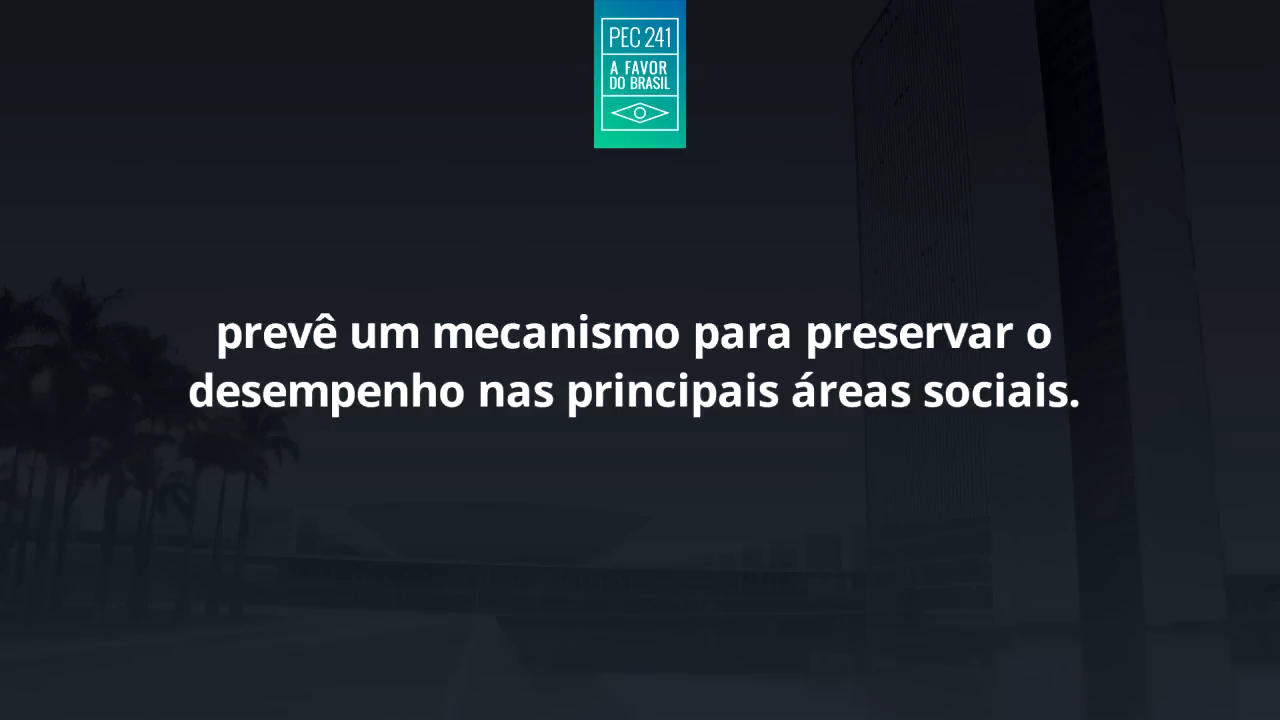 PEC 241
A FAVOR
DO BRASIL
prevê um mecanismo para preservar o
desempenho nas principais áreas sociais.